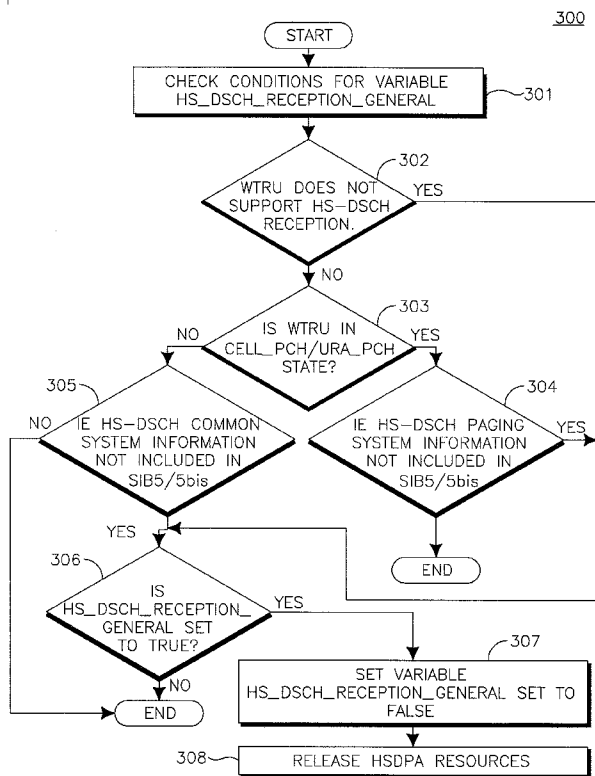 300
START
CHECK CONDITIONS FOR VARIABLE
HS_DSCH_RECEPTION_GENERAL
301
302
WTRU DOES NOT
SUPPORT HS-DSCH
RECEPTION.
YES
NO
303
IS WTRU IN
CELL_PCH/URA_PCH
STATE?
NO
YES
305
IE HS-DSCH COMMON
SYSTEM INFORMATION
NOT INCLUDED IN
SIB5/5bis
NO
304
IE HS-DSCH PAGING
SYSTEM INFORMATION
NOT INCLUDED IN
SIB5/5bis
YES
YES
END
306
IS
HS_DSCH_RECEPTION_
GENERAL SET
TO TRUE?
YES
NO
END
307
SET VARIABLE
HS_DSCH_RECEPTION_GENERAL SET TO
FALSE
308
RELEASE HSDPA RESOURCES